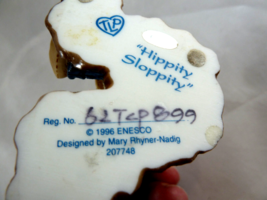 TLP
"Hippity
Sloppity"
Reg. No. 62TCP899
© 1996 ENESCO
Designed by Mary Rhyner-Nadig
207748